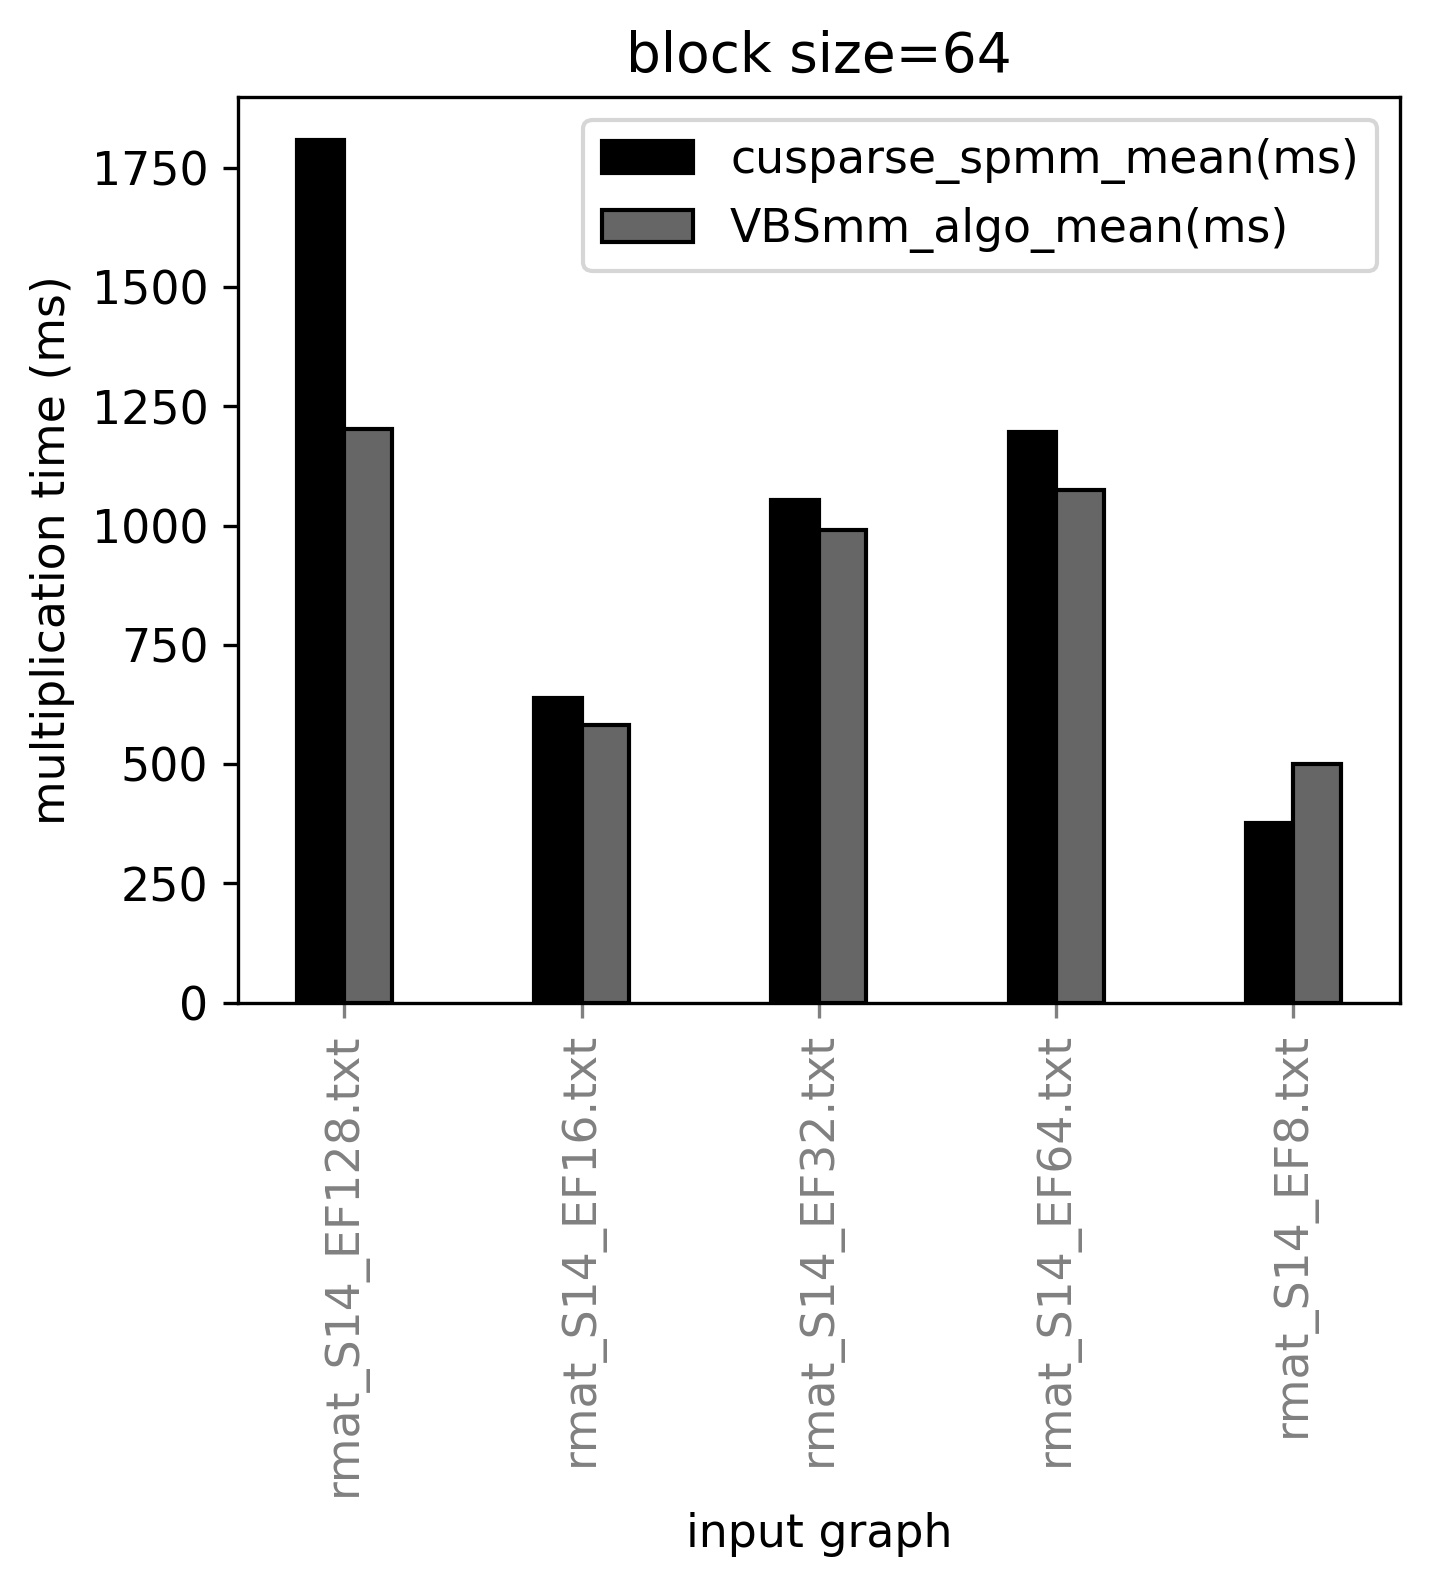 block size=64
cusparse_spmm_mean(ms)
VBSmm_algo_mean(ms)
multiplication time (ms)
1750
1500
1250
1000
750
500
250
0
rmat_S14_EF128.txt
rmat_S14_EF16.txt
rmat_S14_EF32.txt
rmat_S14_EF64.txt
rmat_S14_EF8.txt
input graph